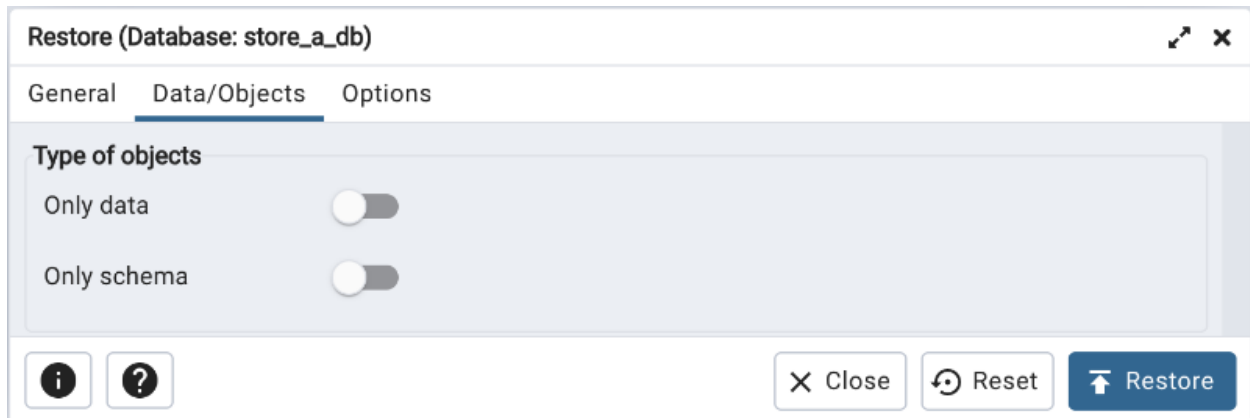 Restore (Database: store_a_db)
General Data/Objects Options
Type of objects
Only data
Only schema
Close Reset Restore